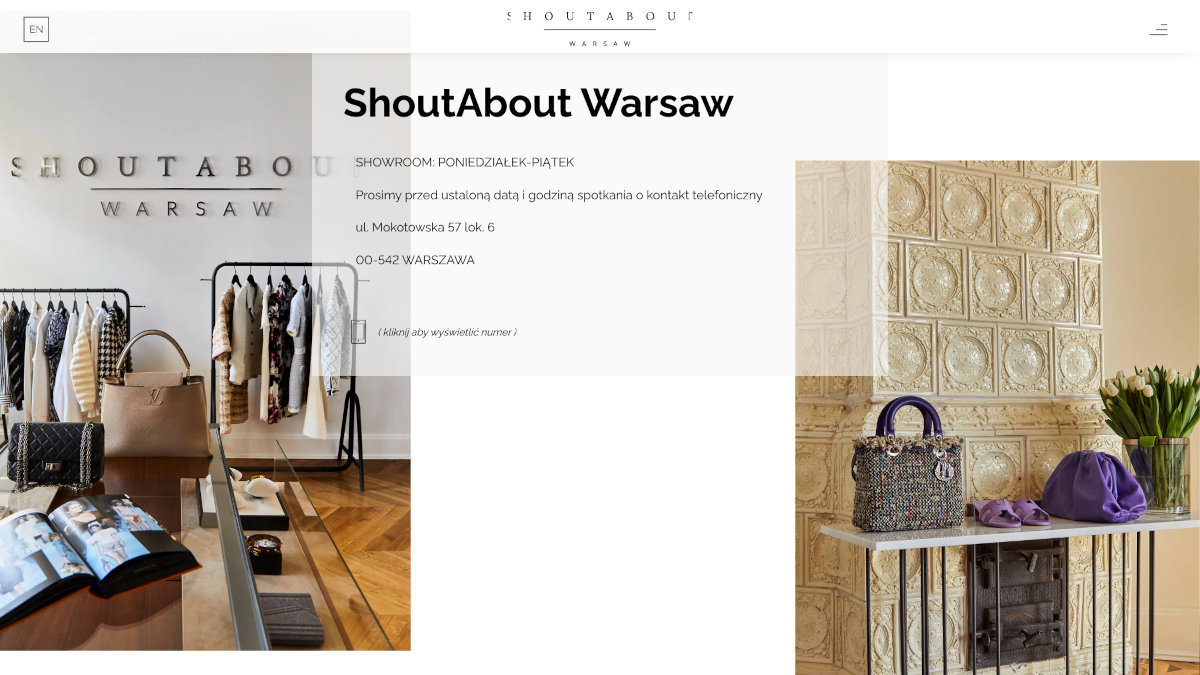 EN
SHOUTABOUT
WARSAW
ShoutAbout Warsaw
SHOWROOM: PONIEDZIAŁEK-PIĄTEK
Prosimy przed ustaloną datą i godziną spotkania o kontakt telefoniczny
ul. Mokotowska 57 lok. 6
00-542 WARSZAWA
( kliknij aby wyświetlić numer )
SHOUTABOU
WARSAW